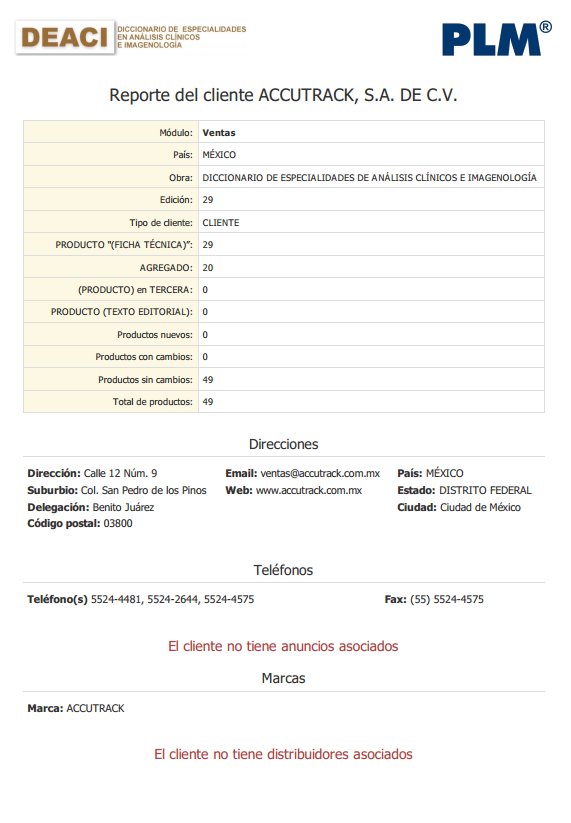 DEACI
DICCIONARIO DE ESPECIALIDADES
EN ANÁLISIS CLÍNICOS
E IMAGENOLOGÍA
PLM®
Reporte del cliente ACCUTRACK, S.A. DE C.V.
Módulo: Ventas
País: MÉXICO
Obra: DICCIONARIO DE ESPECIALIDADES DE ANÁLISIS CLÍNICOS E IMAGENOLOGÍA
Edición: 29
Tipo de cliente: CLIENTE
PRODUCTO "(FICHA TÉCNICA)": 29
AGREGADO: 20
(PRODUCTO) en TERCERA: 0
PRODUCTO (TEXTO EDITORIAL): 0
Productos nuevos: 0
Productos con cambios: 0
Productos sin cambios: 49
Total de productos: 49
Direcciones
Dirección: Calle 12 Núm. 9 Email: ventas@accutrack.com.mx País: MÉXICO
Suburbio: Col. San Pedro de los Pinos Web: www.accutrack.com.mx Estado: DISTRITO FEDERAL
Delegación: Benito Juárez Ciudad: Ciudad de México
Código postal: 03800
Teléfonos
Teléfono(s) 5524-4481, 5524-2644, 5524-4575 Fax: (55) 5524-4575
El cliente no tiene anuncios asociados
Marcas
Marca: ACCUTRACK
El cliente no tiene distribuidores asociados